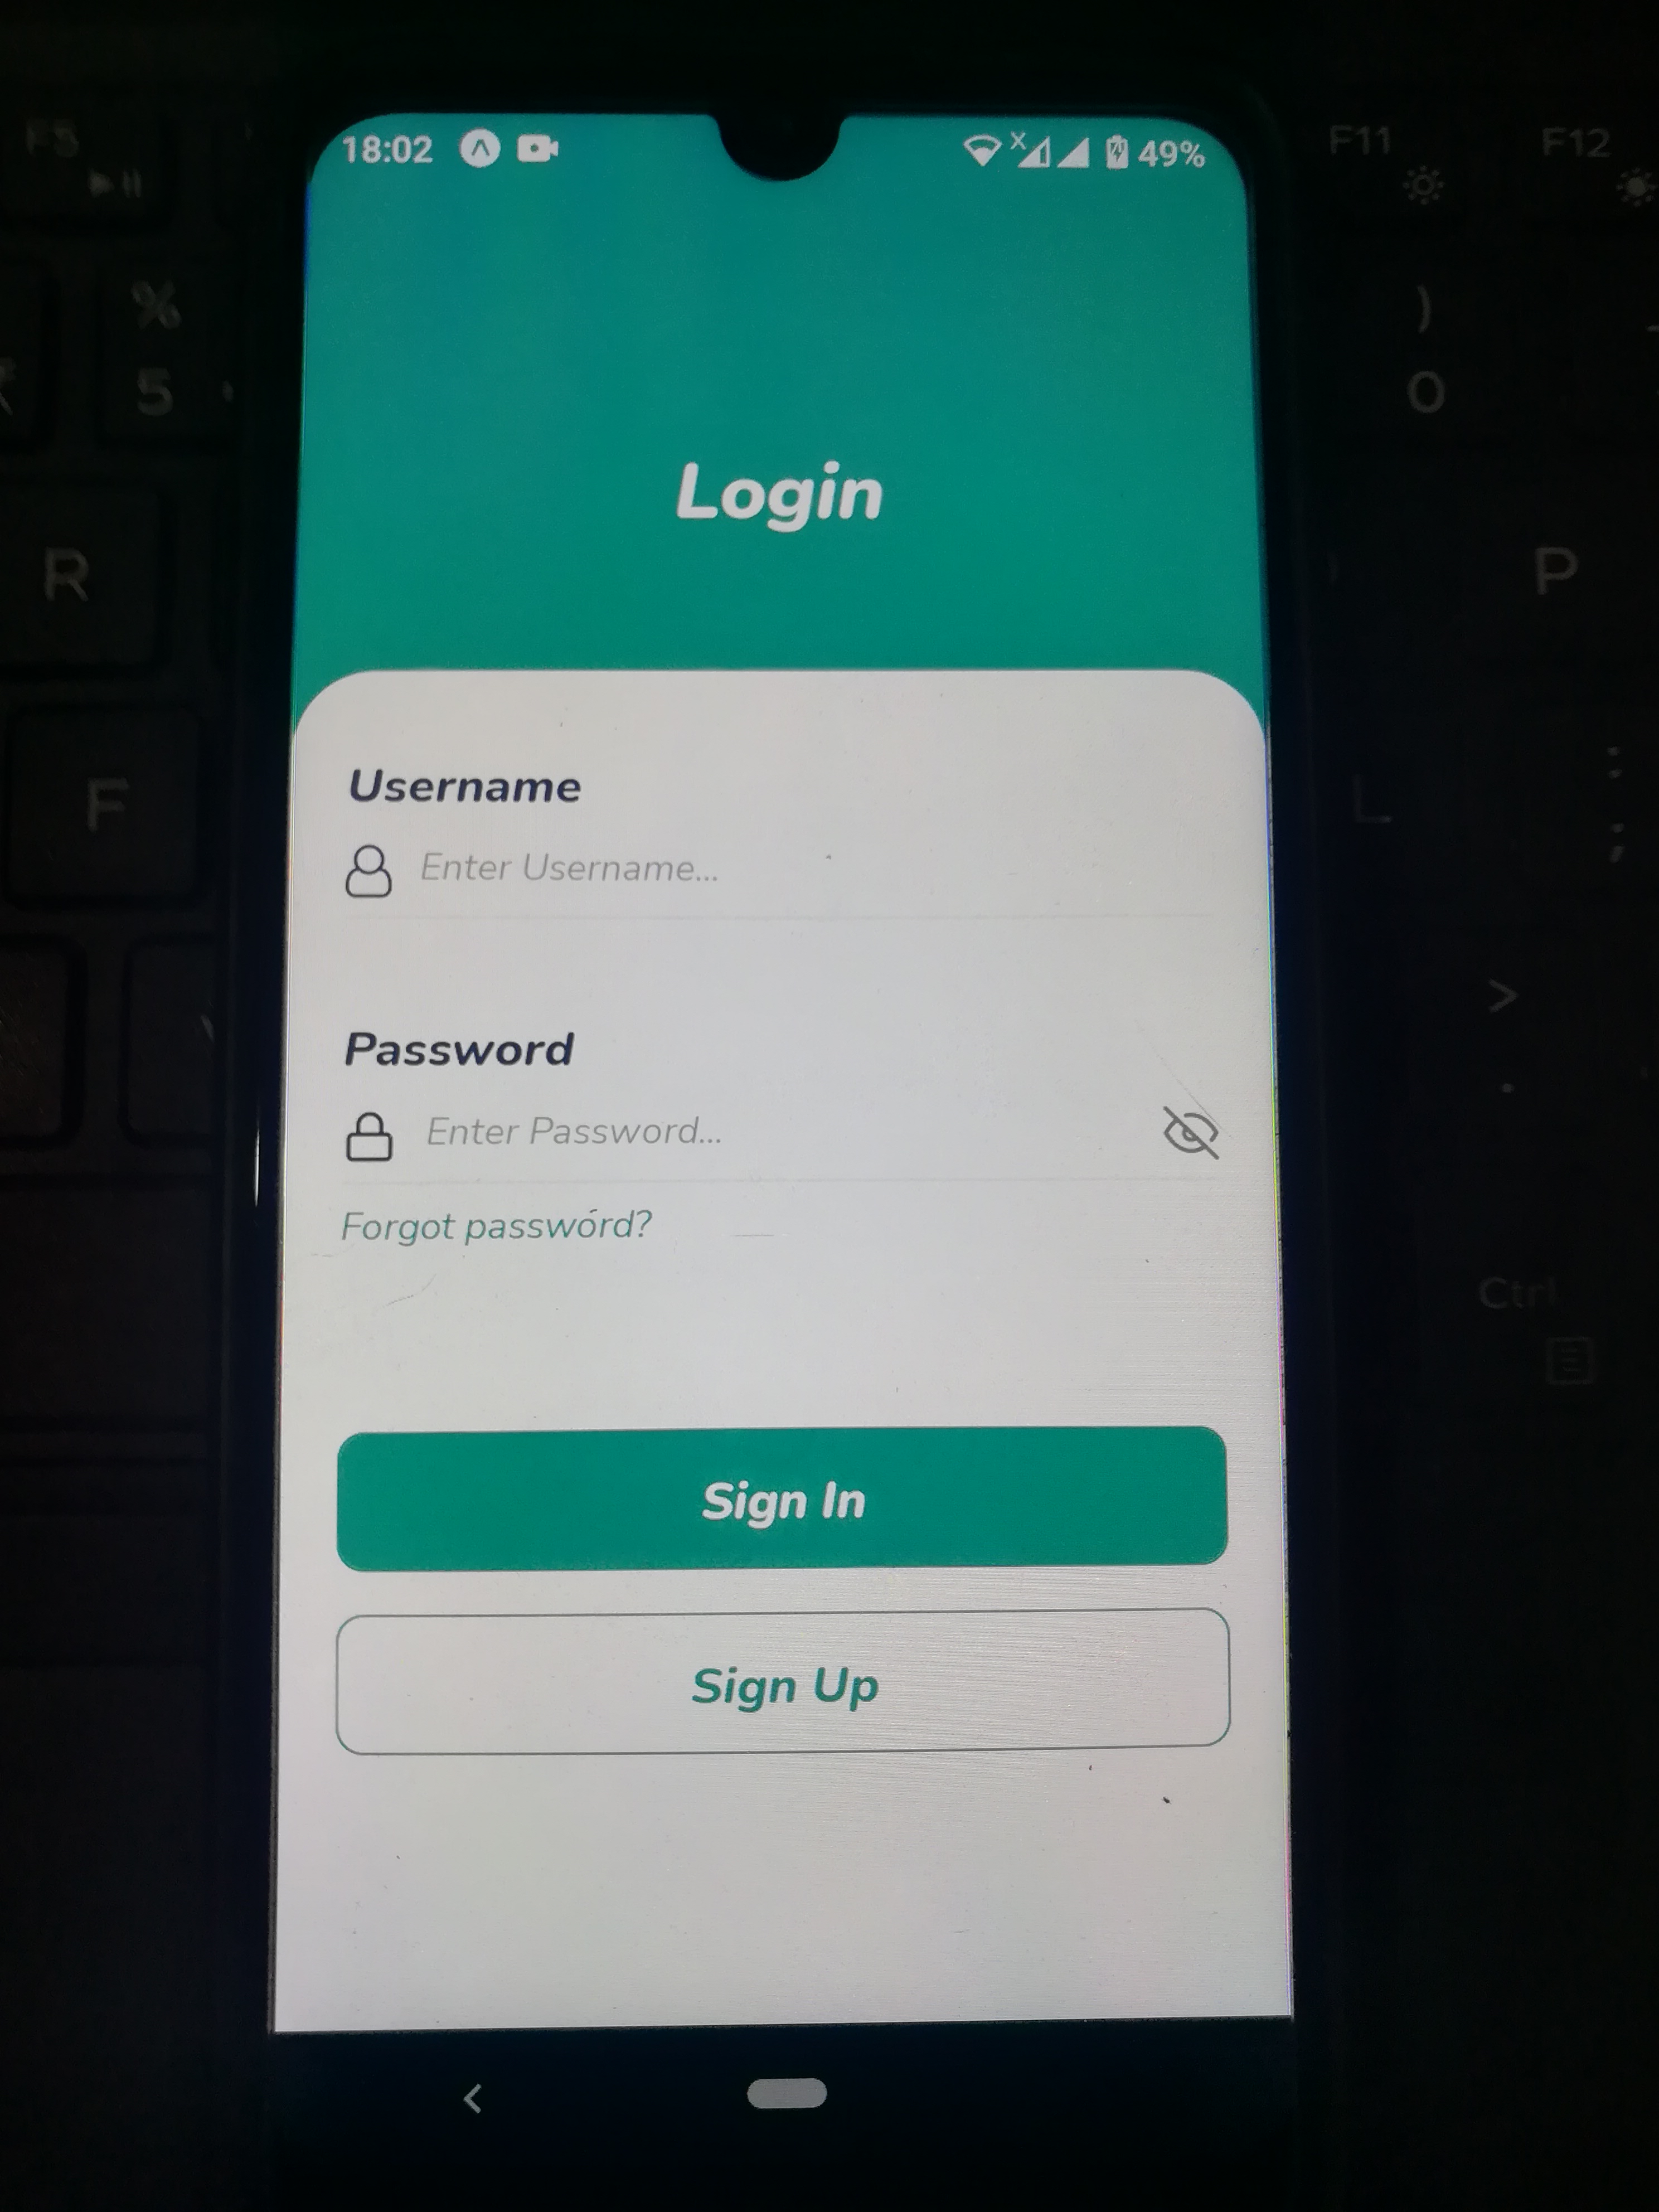 18:02 49%
Login
Username
Enter Username...
Password
Enter Password...
Forgot password?
Sign In
Sign Up
F5
F11
F12
%
5
)
0
R
P
F
L
:
;
>
.
Ctrl